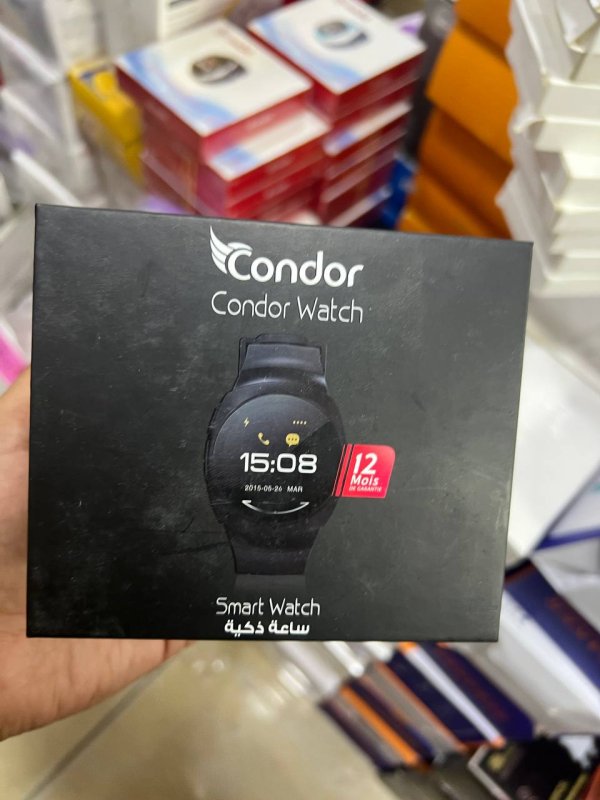 Condor
Condor Watch
15:08
2015-05-26 MAR
12
Mois
DE GARANTIE
Smart Watch
ساعة ذكية